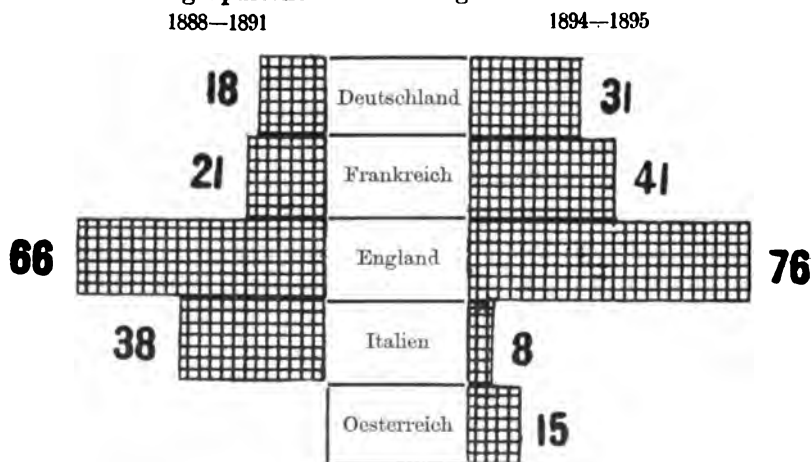 1888—1891 1894—1895
18 Deutschland 31
21 Frankreich 41
66 England 76
38 Italien 8
Oesterreich 15